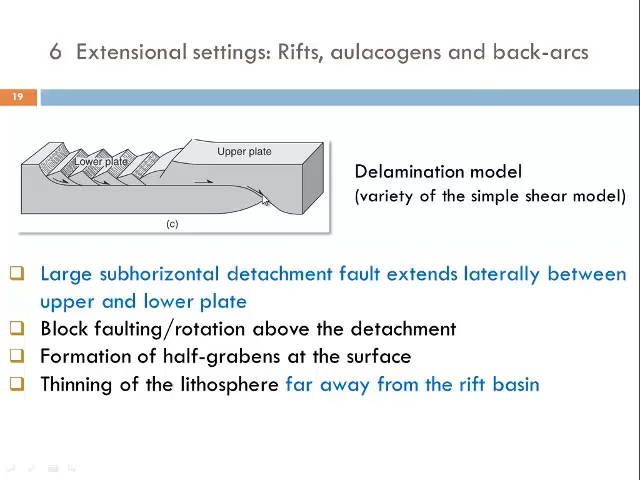 6 Extensional settings: Rifts, aulacogens and back-arcs
19
Lower plate
Upper plate
(c)
Delamination model
(variety of the simple shear model)
Large subhorizontal detachment fault extends laterally between
upper and lower plate
Block faulting/rotation above the detachment
Formation of half-grabens at the surface
Thinning of the lithosphere far away from the rift basin